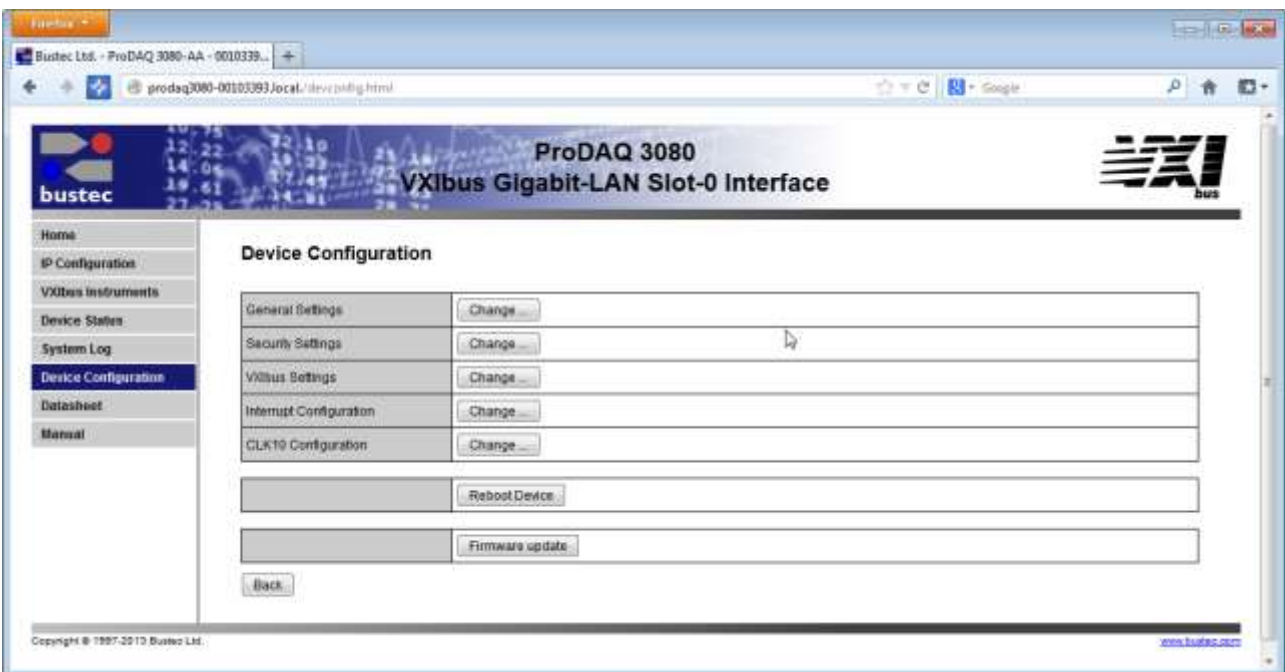 Firefox
Bustec Ltd. - ProDAQ 3080-AA - 0010339...
prodaq3080-00103393.local./devconfig.html
Google
bustec
ProDAQ 3080
VXIbus Gigabit-LAN Slot-0 Interface
VXI
bus
Home
IP Configuration
VXIbus Instruments
Device Status
System Log
Device Configuration
Datasheet
Manual
Device Configuration
General Settings Change ...
Security Settings Change ...
VXIbus Settings Change ...
Interrupt Configuration Change ...
CLK10 Configuration Change ...
Reboot Device
Firmware update
Back
Copyright © 1997-2013 Bustec Ltd.
www.bustec.com